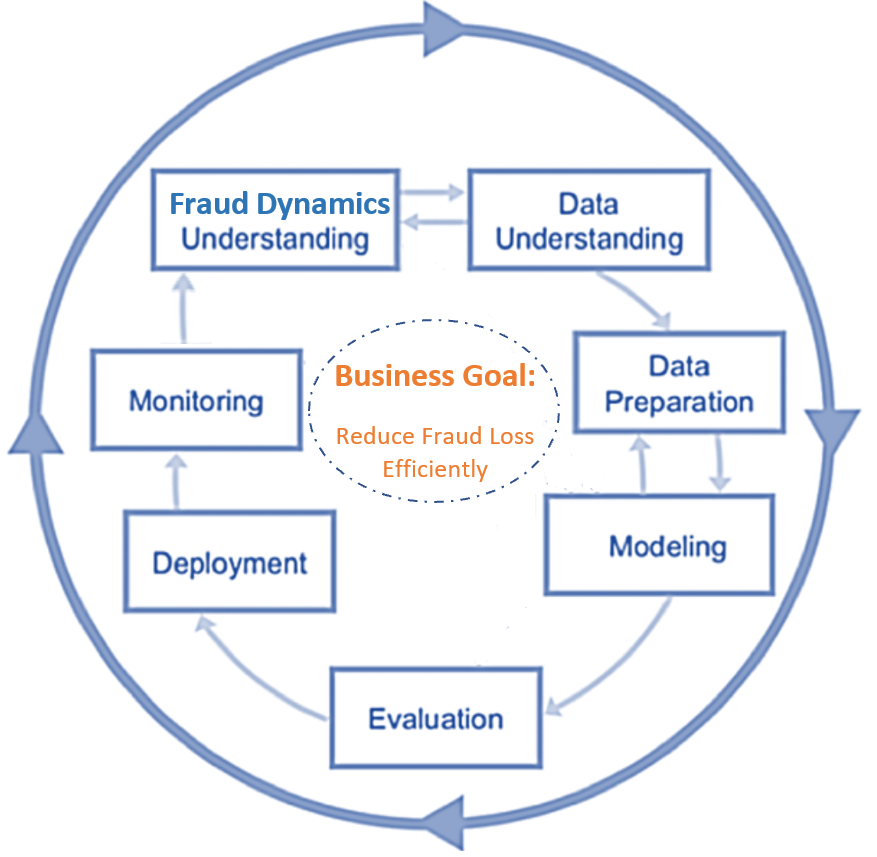 Fraud Dynamics
Understanding
Data
Understanding
Data
Preparation
Modeling
Evaluation
Deployment
Monitoring
Business Goal:
Reduce Fraud Loss
Efficiently